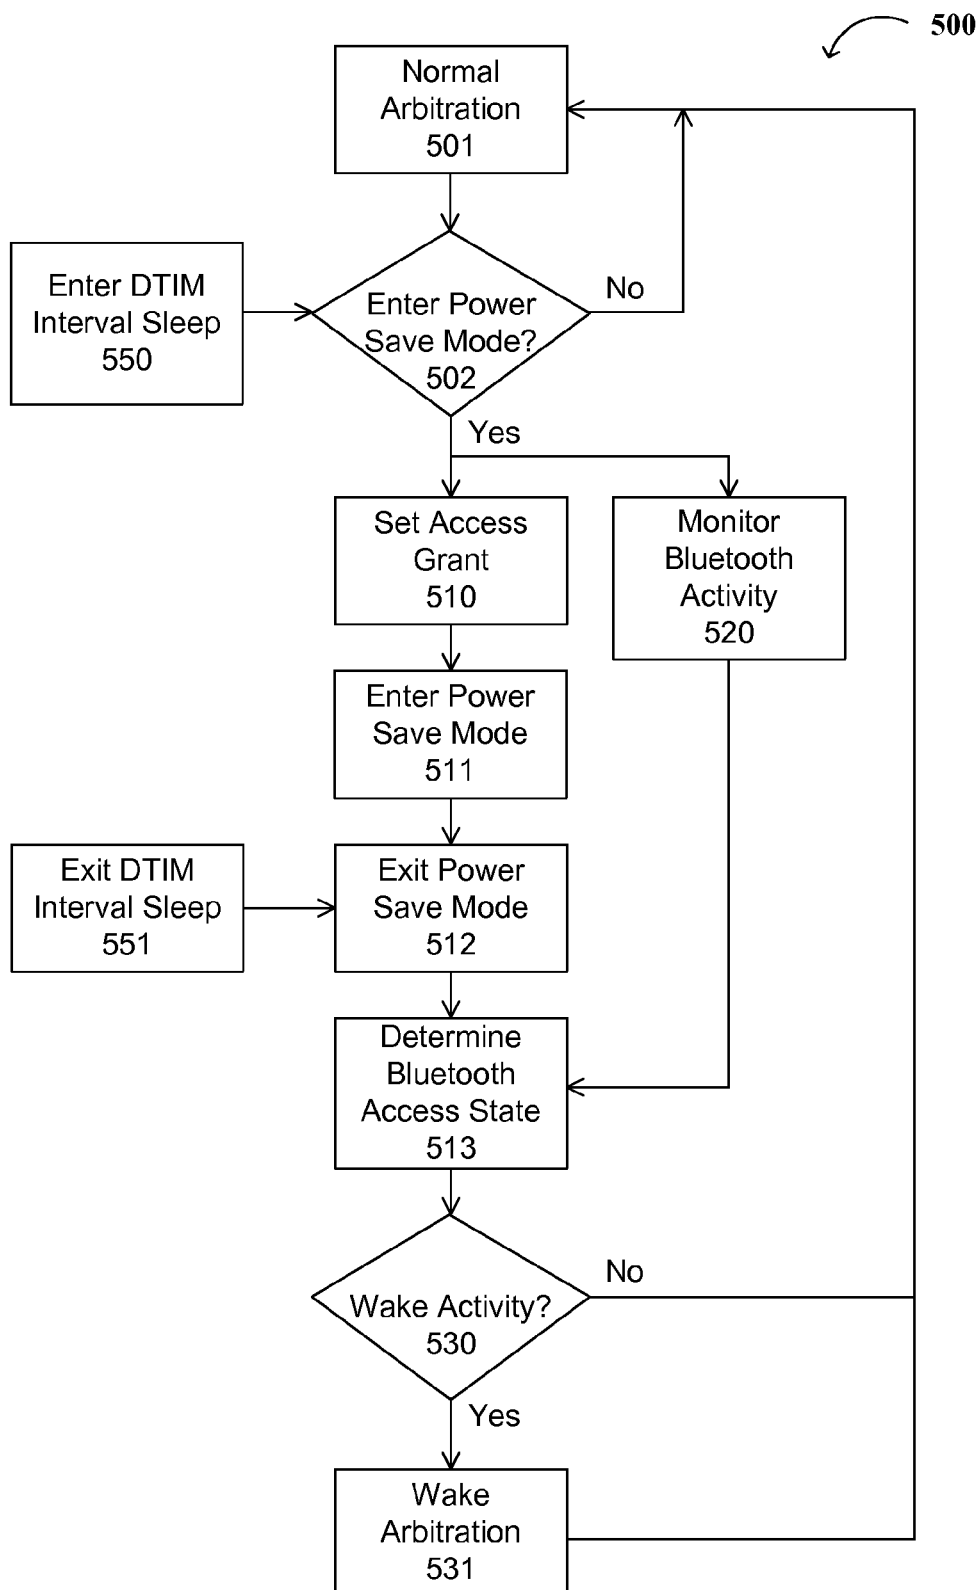 500
Normal
Arbitration
501
Enter DTIM
Interval Sleep
550
Enter Power
Save Mode?
502
No
Yes
Set Access
Grant
510
Monitor
Bluetooth
Activity
520
Enter Power
Save Mode
511
Exit DTIM
Interval Sleep
551
Exit Power
Save Mode
512
Determine
Bluetooth
Access State
513
Wake Activity?
530
No
Yes
Wake
Arbitration
531